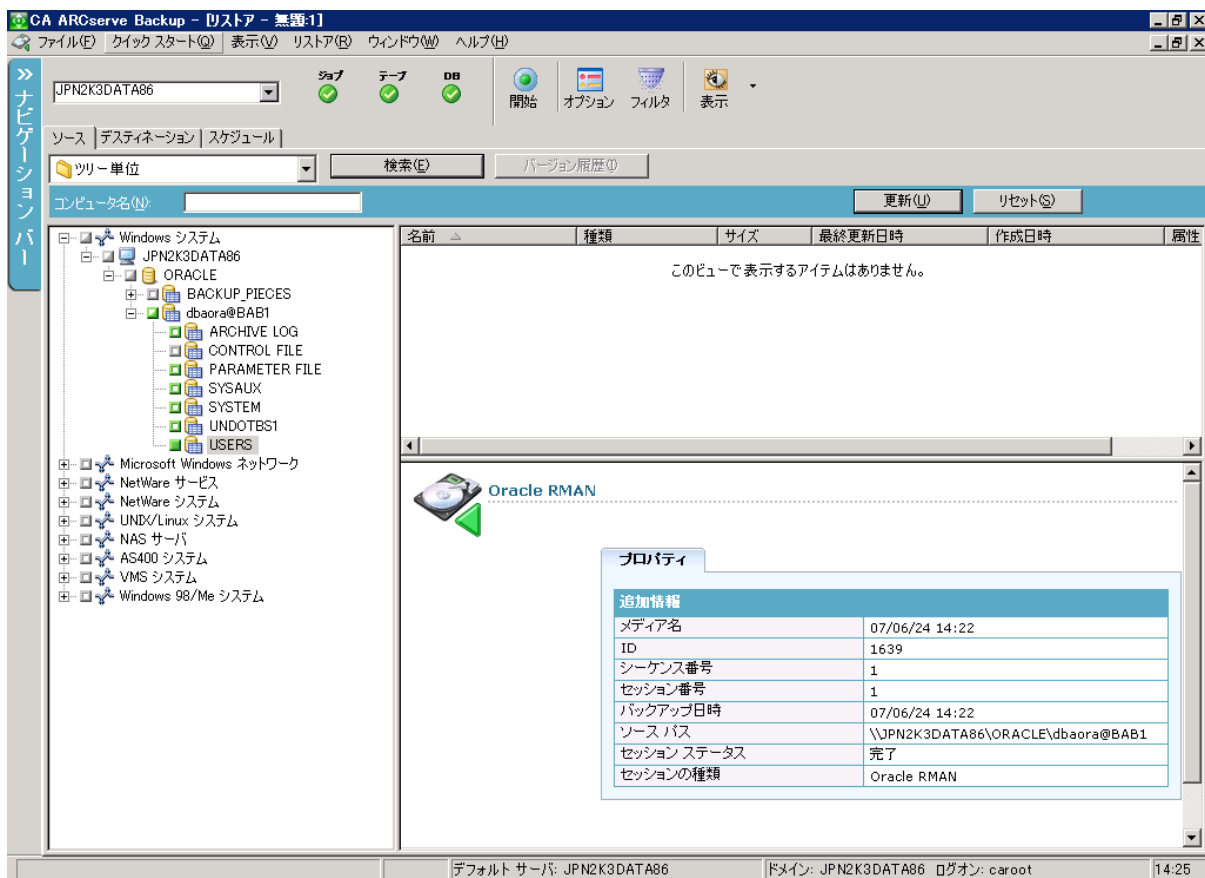 CA ARCserve Backup - [リストア - 無題:1]
ファイル(F) クイック スタート(Q) 表示(V) リストア(R) ウィンドウ(W) ヘルプ(H)
ナビゲーション バー
JPN2K3DATA86
ジョブ テープ DB
開始 オプション フィルタ 表示
ソース デスティネーション スケジュール
ツリー単位 検索(E) バージョン履歴(I)
コンピュータ名(N): 更新(U) リセット(S)
Windows システム
JPN2K3DATA86
ORACLE
BACKUP_PIECES
dbaora@BAB1
ARCHIVE LOG
CONTROL FILE
PARAMETER FILE
SYSAUX
SYSTEM
UNDOTBS1
USERS
Microsoft Windows ネットワーク
NetWare サービス
NetWare システム
UNIX/Linux システム
NAS サーバ
AS400 システム
VMS システム
Windows 98/Me システム
名前 種類 サイズ 最終更新日時 作成日時 属性
このビューで表示するアイテムはありません。
Oracle RMAN
プロパティ
追加情報
メディア名 07/06/24 14:22
ID 1639
シーケンス番号 1
セッション番号 1
バックアップ日時 07/06/24 14:22
ソース パス \\JPN2K3DATA86\ORACLE\dbaora@BAB1
セッション ステータス 完了
セッションの種類 Oracle RMAN
デフォルト サーバ: JPN2K3DATA86 ドメイン: JPN2K3DATA86 ログオン: caroot 14:25